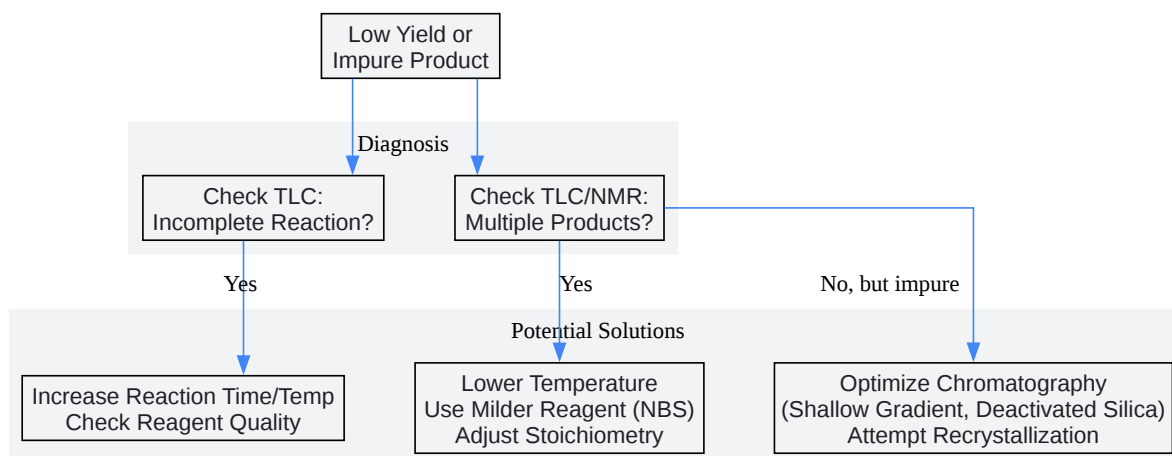 Low Yield or
Impure Product
Diagnosis
Check TLC:
Incomplete Reaction?
Check TLC/NMR:
Multiple Products?
Yes
Yes
No, but impure
Potential Solutions
Increase Reaction Time/Temp
Check Reagent Quality
Lower Temperature
Use Milder Reagent (NBS)
Adjust Stoichiometry
Optimize Chromatography
(Shallow Gradient, Deactivated Silica)
Attempt Recrystallization